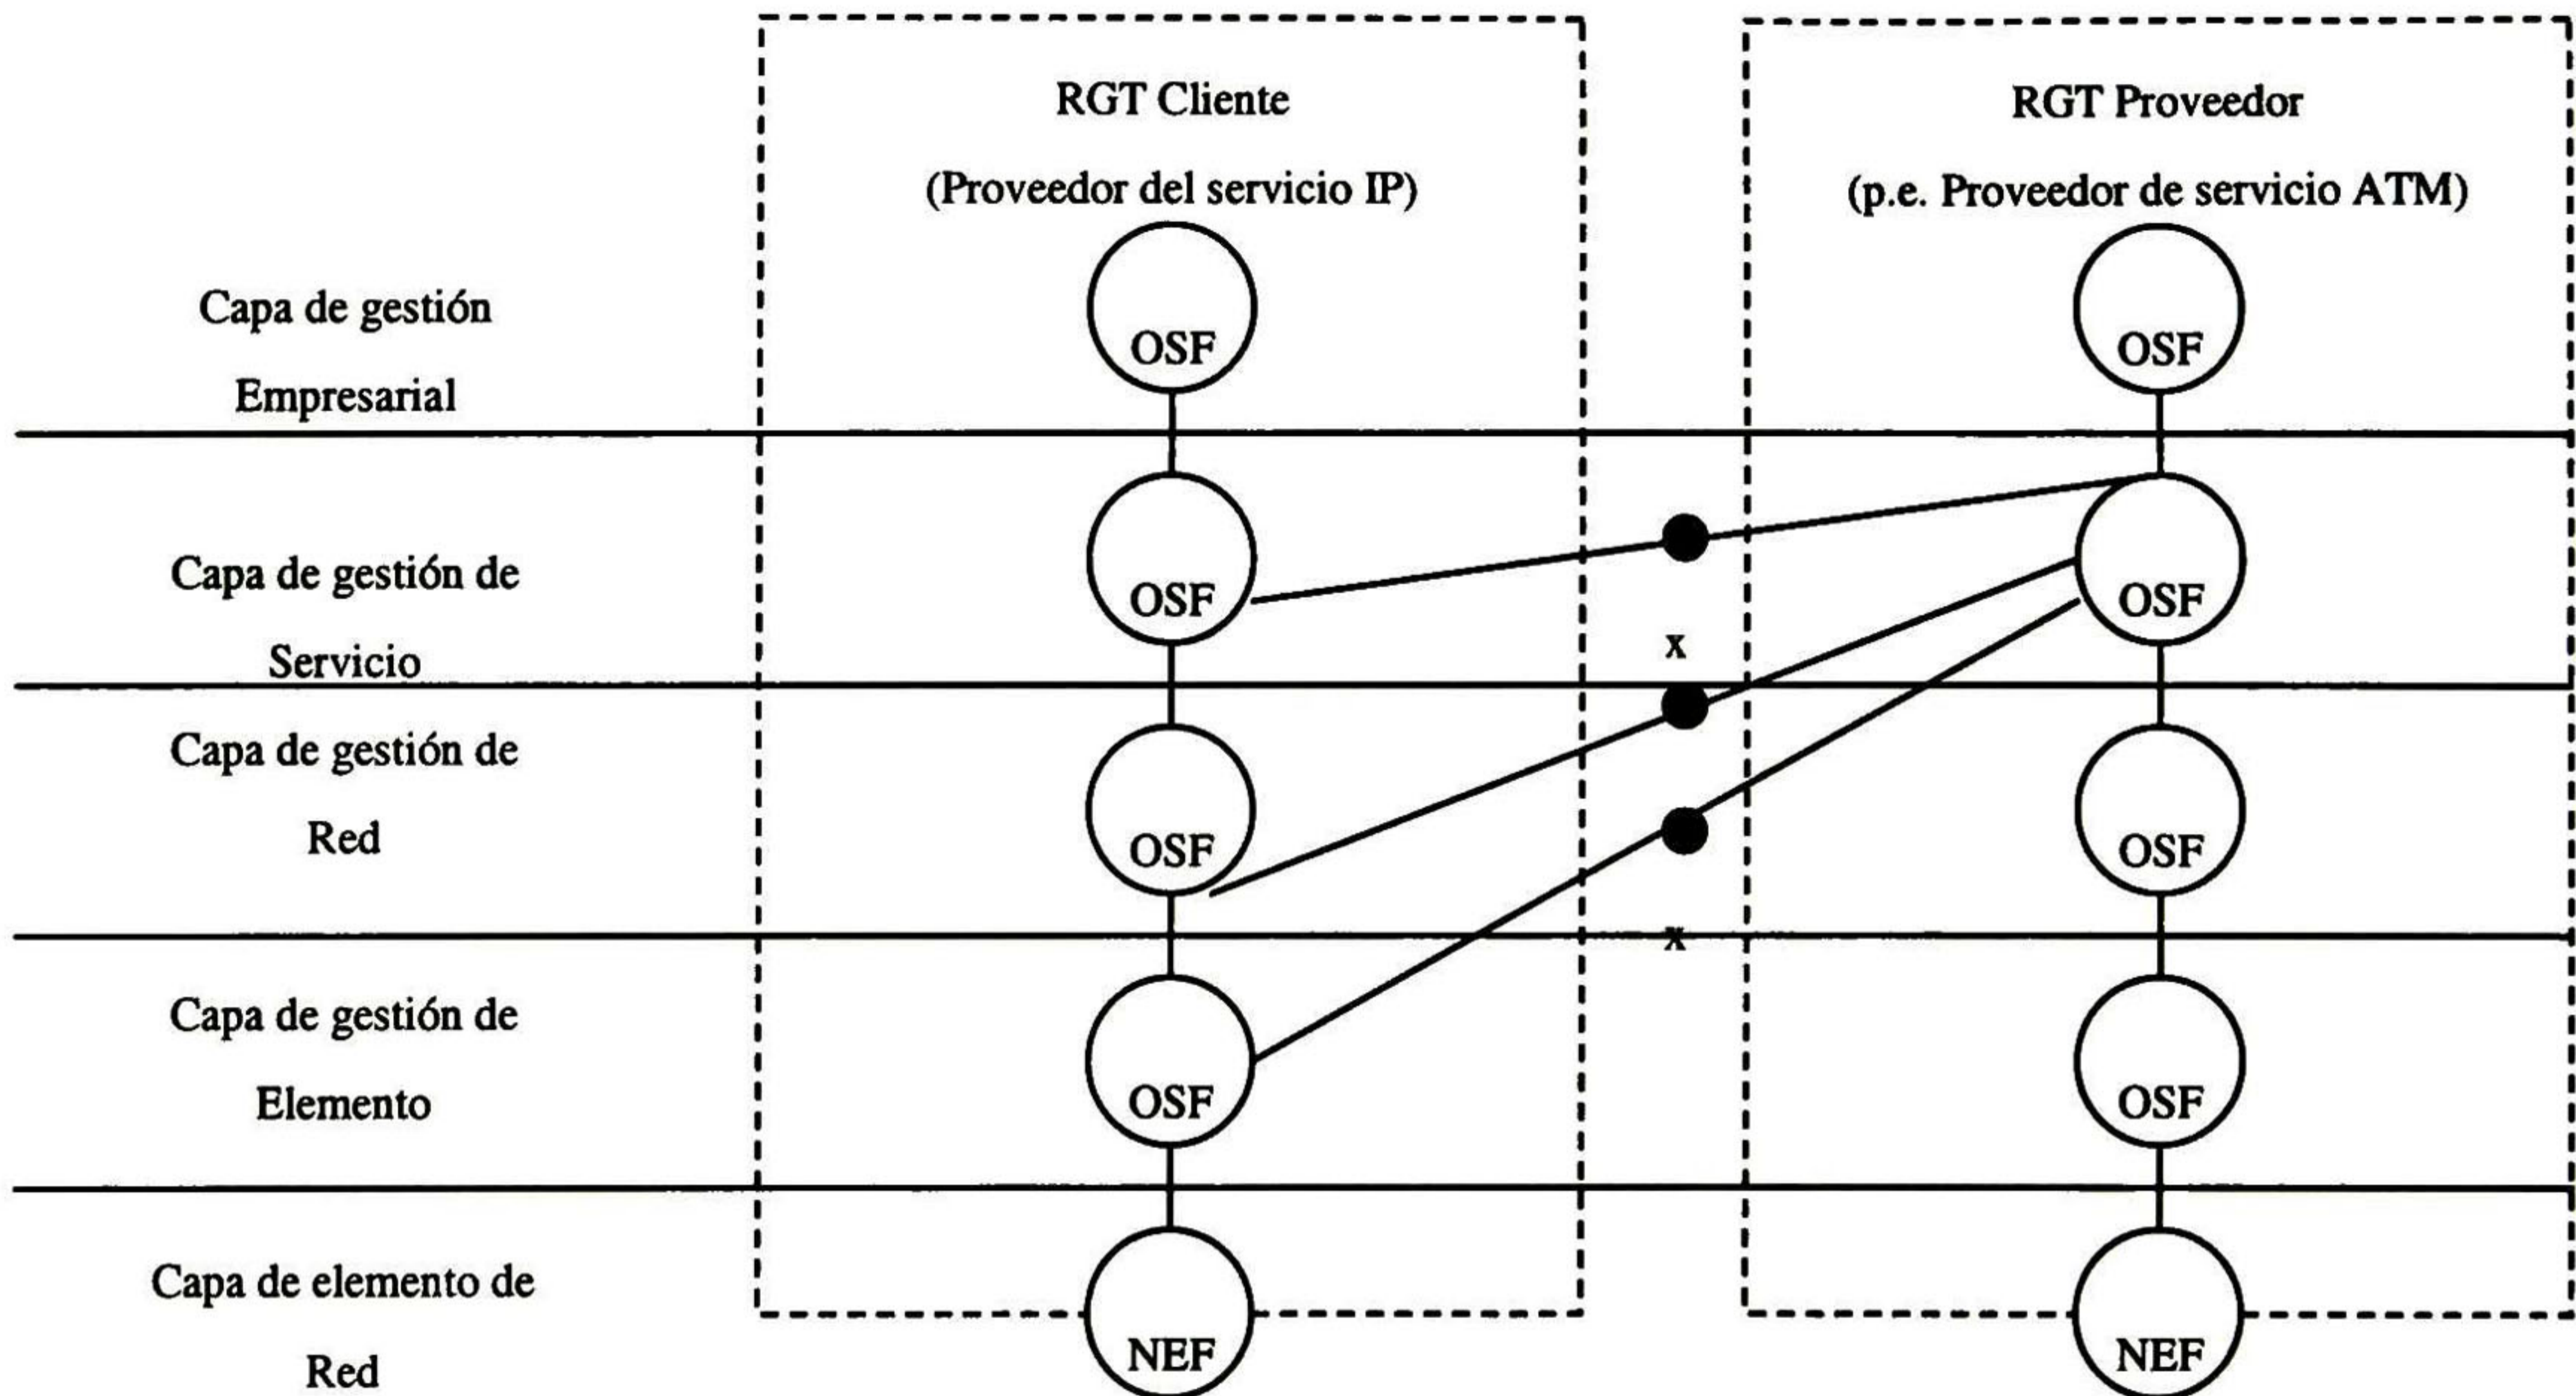 RGT Cliente
(Proveedor del servicio IP)
RGT Proveedor
(p.e. Proveedor de servicio ATM)
Capa de gestión
Empresarial
OSF
OSF
Capa de gestión de
Servicio
OSF
OSF
x
Capa de gestión de
Red
OSF
OSF
x
Capa de gestión de
Elemento
OSF
OSF
Capa de elemento de
Red
NEF
NEF